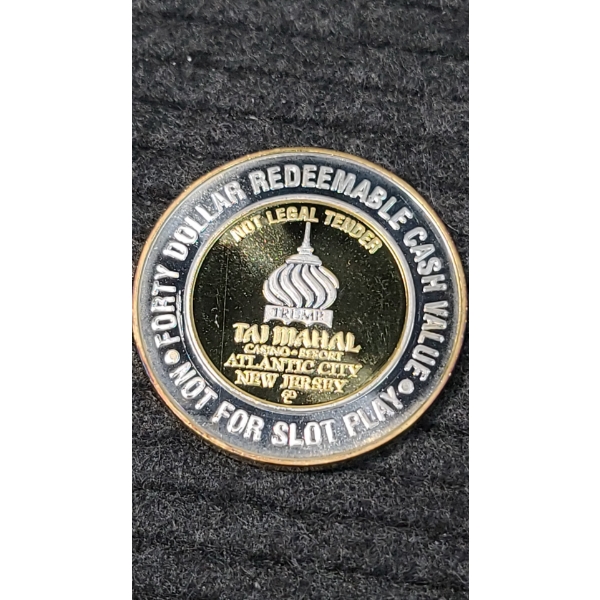 • FORTY DOLLAR REDEEMABLE CASH VALUE •
NOT LEGAL TENDER
TRUMP
TAJ MAHAL
CASINO • RESORT
ATLANTIC CITY
NEW JERSEY
NOT FOR SLOT PLAY